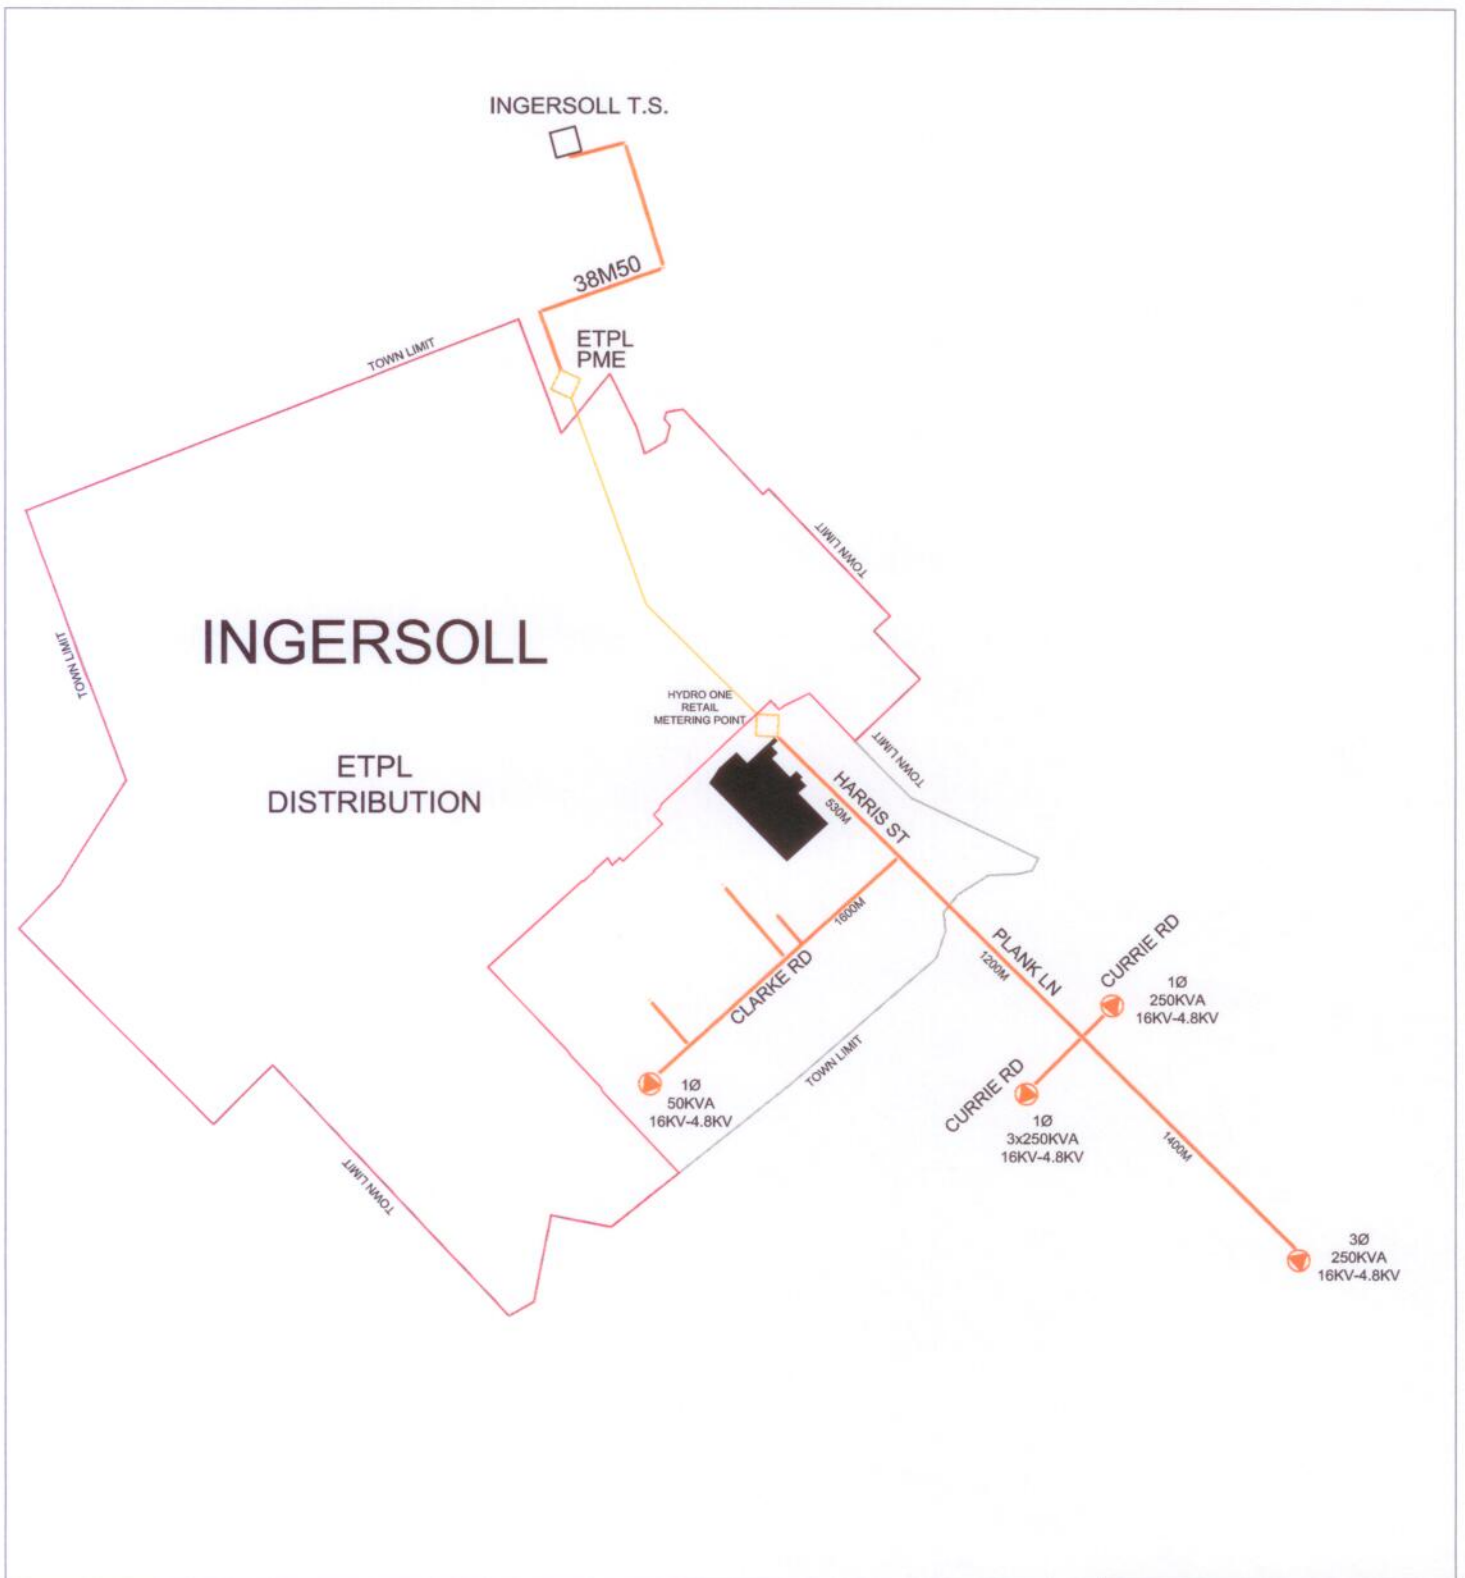 INGERSOLL T.S.
38M50
ETPL
PME
TOWN LIMIT
TOWN LIMIT
TOWN LIMIT
INGERSOLL
HYDRO ONE
RETAIL
METERING POINT
TOWN LIMIT
ETPL
DISTRIBUTION
HARRIS ST
530M
1600M
CLARKE RD
PLANK LN
1200M
CURRIE RD
1Ø
250KVA
16KV-4.8KV
TOWN LIMIT
CURRIE RD
1Ø
50KVA
16KV-4.8KV
1Ø
3x250KVA
16KV-4.8KV
1400M
TOWN LIMIT
3Ø
250KVA
16KV-4.8KV